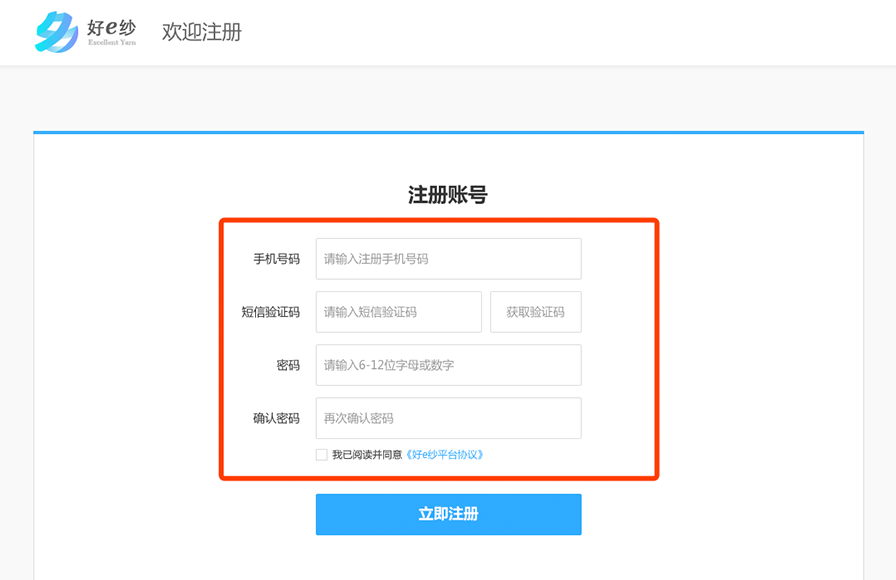 好e纱
Excellent Yarn
欢迎注册
注册账号
手机号码 请输入注册手机号码
短信验证码 请输入短信验证码 获取验证码
密码 请输入6-12位字母或数字
确认密码 再次确认密码
我已阅读并同意《好e纱平台协议》
立即注册